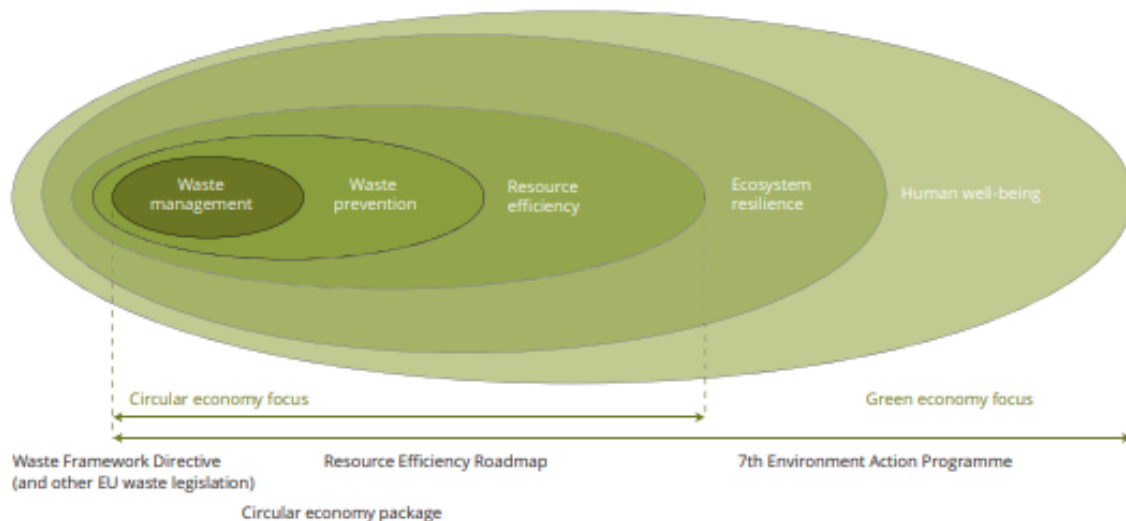 Waste
management
Waste
prevention
Resource
efficiency
Ecosystem
resilience
Human well-being
Circular economy focus
Green economy focus
Waste Framework Directive
(and other EU waste legislation)
Resource Efficiency Roadmap
7th Environment Action Programme
Circular economy package